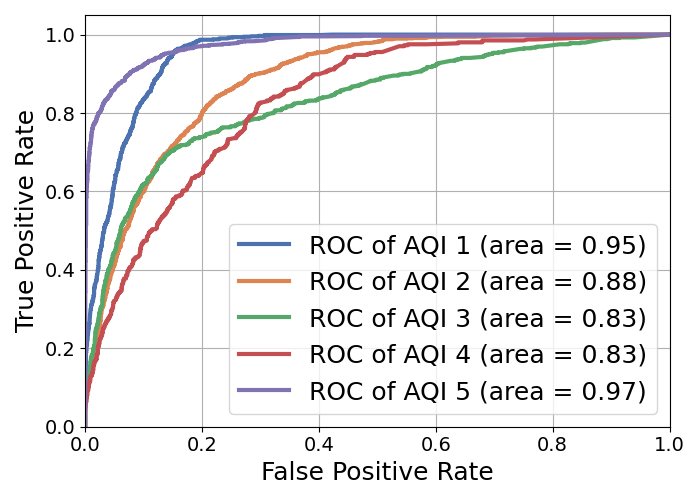 1.0
0.8
0.6
0.4
0.2
0.0
True Positive Rate
ROC of AQI 1 (area = 0.95)
ROC of AQI 2 (area = 0.88)
ROC of AQI 3 (area = 0.83)
ROC of AQI 4 (area = 0.83)
ROC of AQI 5 (area = 0.97)
0.0 0.2 0.4 0.6 0.8 1.0
False Positive Rate